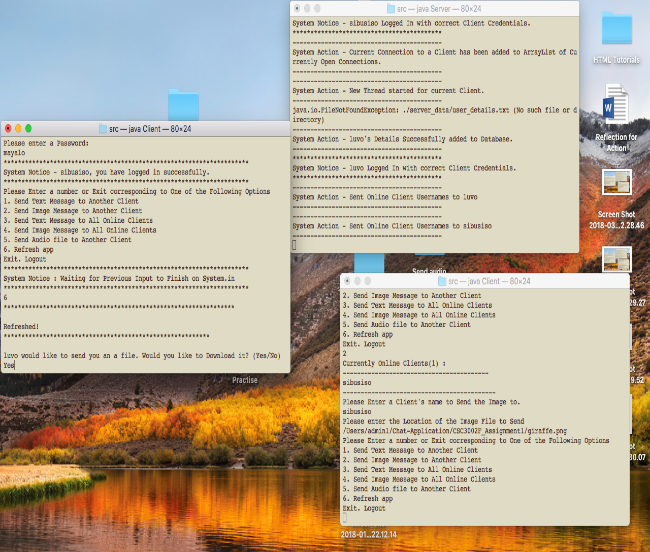 src — java Server — 80×24
System Notice - sibusiso Logged In with correct Client Credentials.
******************************************
------------------------------------------
System Action - Current Connection to a Client has been added to ArrayList of Cu
rrently Open Connections.
------------------------------------------
------------------------------------------
System Action - New Thread started for current Client.
------------------------------------------
java.io.FileNotFoundException: ./server_data/user_details.txt (No such file or d
irectory)
------------------------------------------
System Action - luvo's Details Successfully added to Database.
------------------------------------------
******************************************
System Notice - luvo Logged In with correct Client Credentials.
******************************************
------------------------------------------
System Action - Sent Online Client Usernames to luvo
------------------------------------------
------------------------------------------
System Action - Sent Online Client Usernames to sibusiso
------------------------------------------
HTML Tutorials
Reflection for
Action
Screen Shot
2018-03...2.28.46
src — java Client — 80×24
Please enter a Password:
mayalo
**********************************************************************
System Notice - sibusiso, you have logged in successfully.
**********************************************************************
Please Enter a number or Exit corresponding to One of the Following Options
1. Send Text Message to Another Client
2. Send Image Message to Another Client
3. Send Text Message to All Online Clients
4. Send Image Message to All Online Clients
5. Send Audio file to Another Client
6. Refresh app
Exit. Logout
**********************************************************************
System Notice : Waiting for Previous Input to Finish on System.in
**********************************************************************
6
******************************************************************
Refreshed!
***********************************************************
luvo would like to send you an a file. Would you like to Download it? (Yes/No)
Yes
Practise
Send audio
src — java Client — 80×24
2. Send Image Message to Another Client
3. Send Text Message to All Online Clients
4. Send Image Message to All Online Clients
5. Send Audio file to Another Client
6. Refresh app
Exit. Logout
2
Currently Online Clients(1) :
------------------------------------------
sibusiso
--------------------------------------------
Please Enter a Client's name to Send the Image to.
sibusiso
Please enter the Location of the Image File to Send
/Users/admin1/Chat-Application/CSC3002F_Assignment1/giraffe.png
Please Enter a number or Exit corresponding to One of the Following Options
1. Send Text Message to Another Client
2. Send Image Message to Another Client
3. Send Text Message to All Online Clients
4. Send Image Message to All Online Clients
5. Send Audio file to Another Client
6. Refresh app
Exit. Logout
29.27
9.52
30.07
2018-01...22.12.14